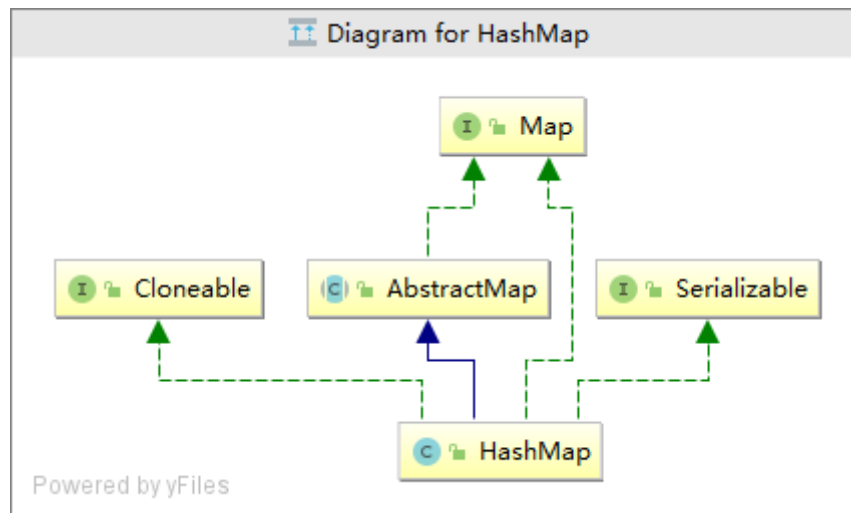 Diagram for HashMap
I Map
I Cloneable
C AbstractMap
I Serializable
C HashMap
Powered by yFiles